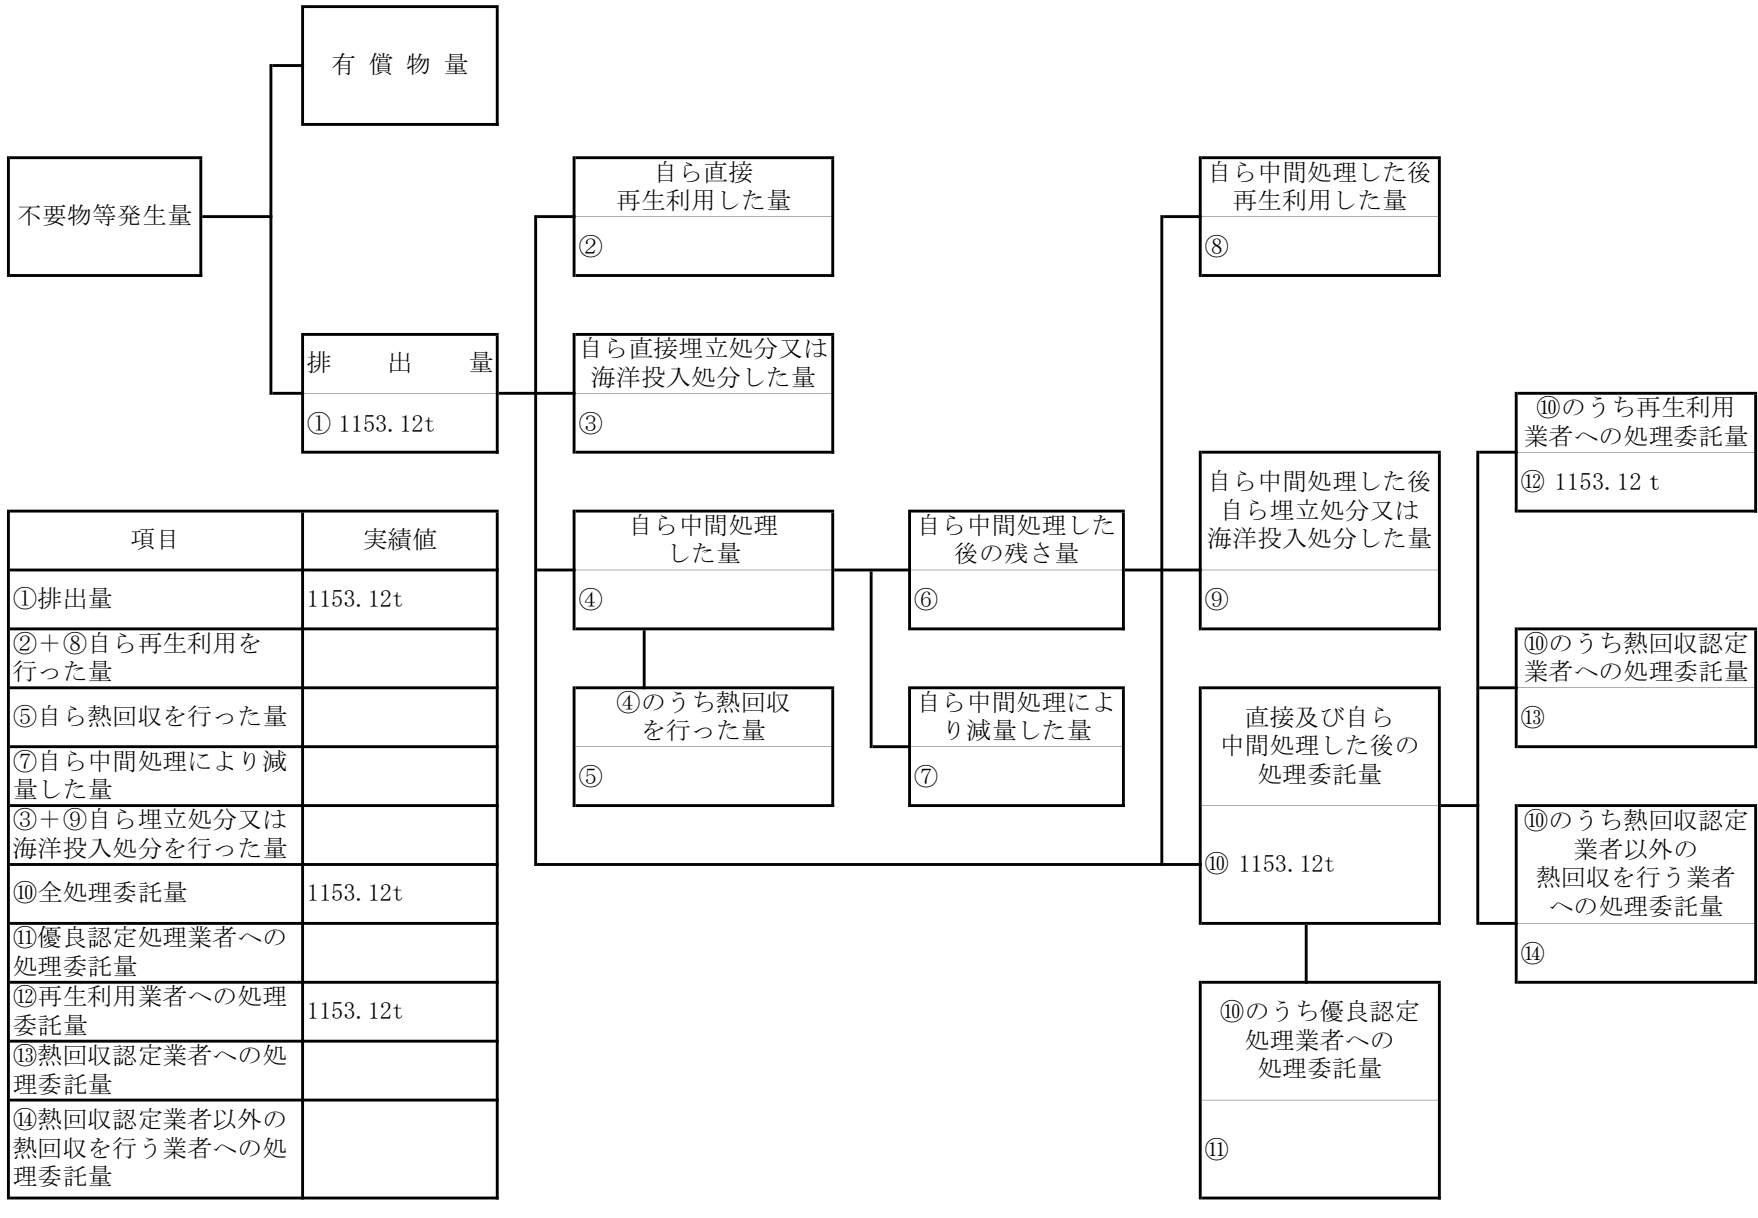 有償物量
不要物等発生量
排出量
① 1153.12t
自ら直接
再生利用した量
②
自ら直接埋立処分又は
海洋投入処分した量
③
自ら中間処理
した量
④
④のうち熱回収
を行った量
⑤
自ら中間処理した
後の残さ量
⑥
自ら中間処理によ
り減量した量
⑦
自ら中間処理した後
再生利用した量
⑧
自ら中間処理した後
自ら埋立処分又は
海洋投入処分した量
⑨
直接及び自ら
中間処理した後の
処理委託量
⑩ 1153.12t
⑩のうち優良認定
処理業者への
処理委託量
⑪
⑩のうち再生利用
業者への処理委託量
⑫ 1153.12 t
⑩のうち熱回収認定
業者への処理委託量
⑬
⑩のうち熱回収認定
業者以外の
熱回収を行う業者
への処理委託量
⑭
項目 実績値
①排出量 1153.12t
②＋⑧自ら再生利用を
行った量
⑤自ら熱回収を行った量
⑦自ら中間処理により減
量した量
③＋⑨自ら埋立処分又は
海洋投入処分を行った量
⑩全処理委託量 1153.12t
⑪優良認定処理業者への
処理委託量
⑫再生利用業者への処理
委託量 1153.12t
⑬熱回収認定業者への処
理委託量
⑭熱回収認定業者以外の
熱回収を行う業者への処
理委託量